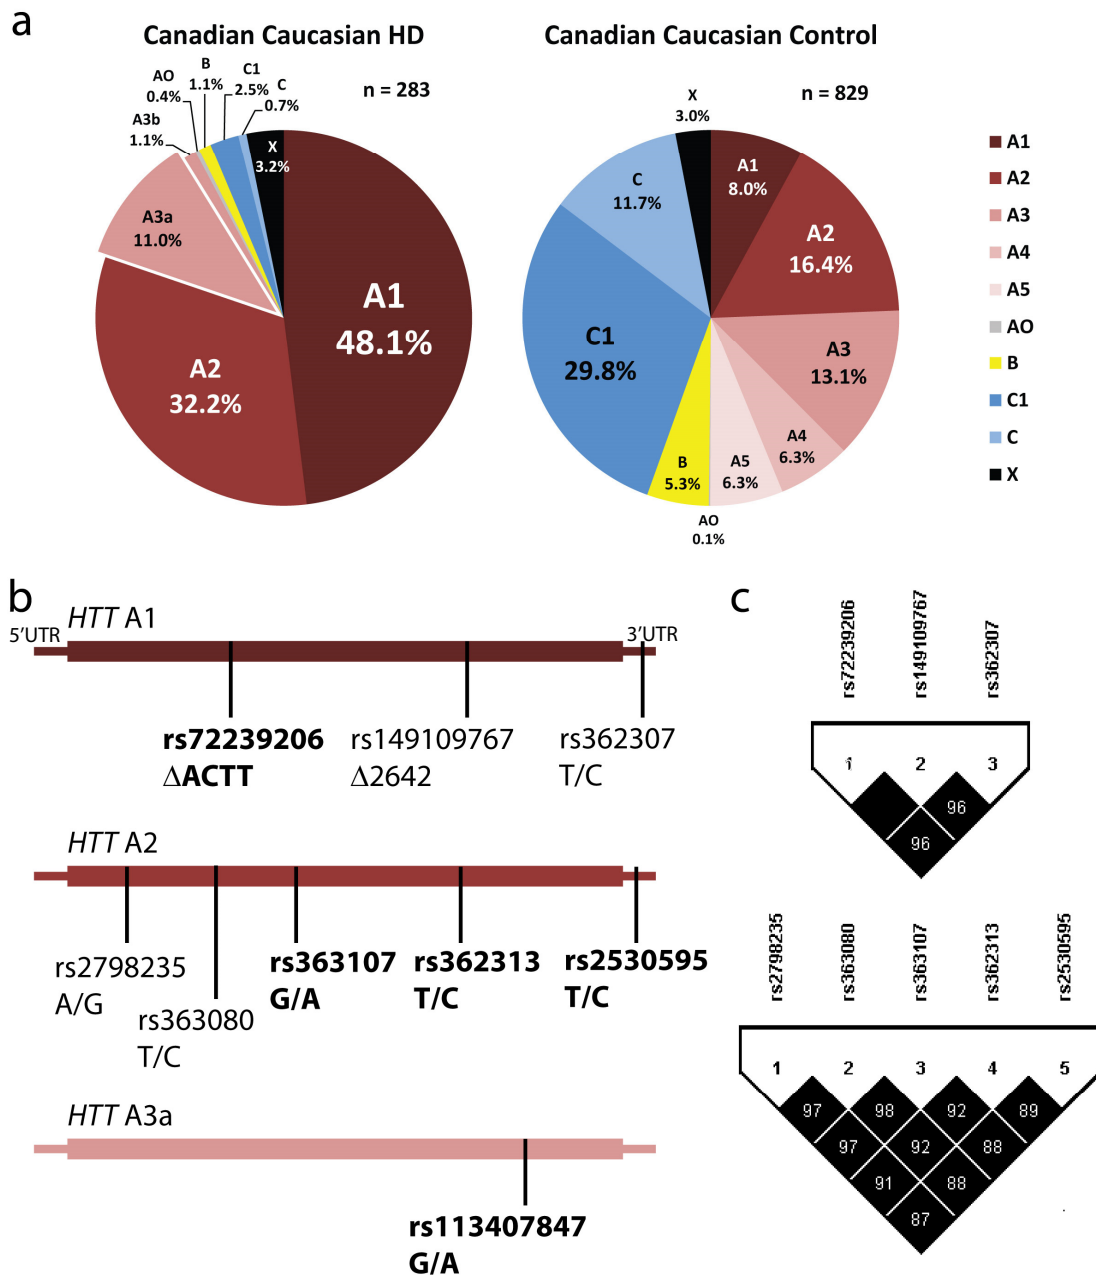 a
Canadian Caucasian HD
n = 283
A3b
1.1%
AO
0.4%
B
1.1%
C1
2.5%
C
0.7%
X
3.2%
A3a
11.0%
A2
32.2%
A1
48.1%
Canadian Caucasian Control
n = 829
X
3.0%
A1
8.0%
A2
16.4%
A3
13.1%
A4
6.3%
A5
6.3%
AO
0.1%
B
5.3%
C1
29.8%
C
11.7%
A1
A2
A3
A4
A5
AO
B
C1
C
X
b
HTT A1
5'UTR
3'UTR
rs72239206
ΔACTT
rs149109767
Δ2642
rs362307
T/C
HTT A2
rs2798235
A/G
rs363080
T/C
rs363107
G/A
rs362313
T/C
rs2530595
T/C
HTT A3a
rs113407847
G/A
c
rs72239206
rs149109767
rs362307
1 2 3
96
96
rs2798235
rs363080
rs363107
rs362313
rs2530595
1 2 3 4 5
97 98 92 89
97 92 88
91 88
87